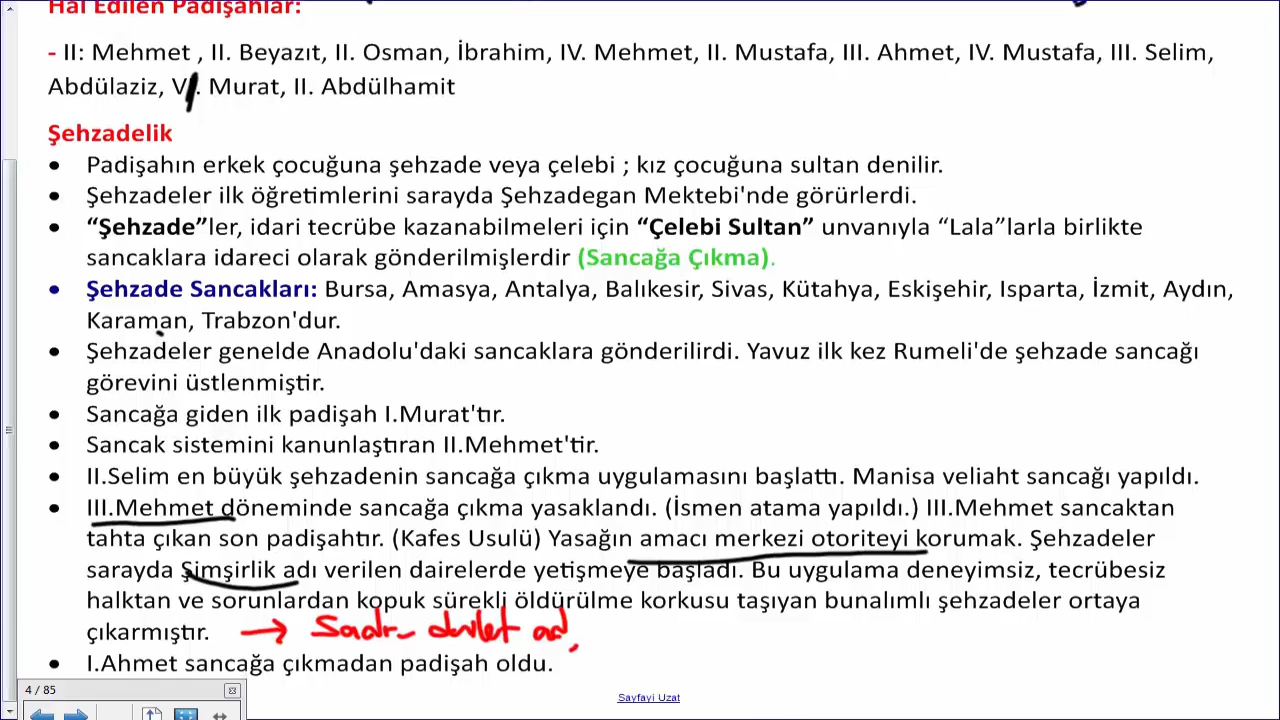 Hal Edilen Padişahlar:
- II: Mehmet , II. Beyazıt, II. Osman, İbrahim, IV. Mehmet, II. Mustafa, III. Ahmet, IV. Mustafa, III. Selim,
Abdülaziz, V. Murat, II. Abdülhamit
Şehzadelik
• Padişahın erkek çocuğuna şehzade veya çelebi ; kız çocuğuna sultan denilir.
• Şehzadeler ilk öğretimlerini sarayda Şehzadegan Mektebi'nde görürlerdi.
• “Şehzade”ler, idari tecrübe kazanabilmeleri için “Çelebi Sultan” unvanıyla “Lala”larla birlikte
sancaklara idareci olarak gönderilmişlerdir (Sancağa Çıkma).
• Şehzade Sancakları: Bursa, Amasya, Antalya, Balıkesir, Sivas, Kütahya, Eskişehir, Isparta, İzmit, Aydın,
Karaman, Trabzon'dur.
• Şehzadeler genelde Anadolu'daki sancaklara gönderilirdi. Yavuz ilk kez Rumeli'de şehzade sancağı
görevini üstlenmiştir.
• Sancağa giden ilk padişah I.Murat'tır.
• Sancak sistemini kanunlaştıran II.Mehmet'tir.
• II.Selim en büyük şehzadenin sancağa çıkma uygulamasını başlattı. Manisa veliaht sancağı yapıldı.
• III.Mehmet döneminde sancağa çıkma yasaklandı. (İsmen atama yapıldı.) III.Mehmet sancaktan
tahta çıkan son padişahtır. (Kafes Usulü) Yasağın amacı merkezi otoriteyi korumak. Şehzadeler
sarayda Şimşirlik adı verilen dairelerde yetişmeye başladı. Bu uygulama deneyimsiz, tecrübesiz
halktan ve sorunlardan kopuk sürekli öldürülme korkusu taşıyan bunalımlı şehzadeler ortaya
çıkarmıştır. → devlet ad
• I.Ahmet sancağa çıkmadan padişah oldu.
4 / 85
Sayfayi Uzat